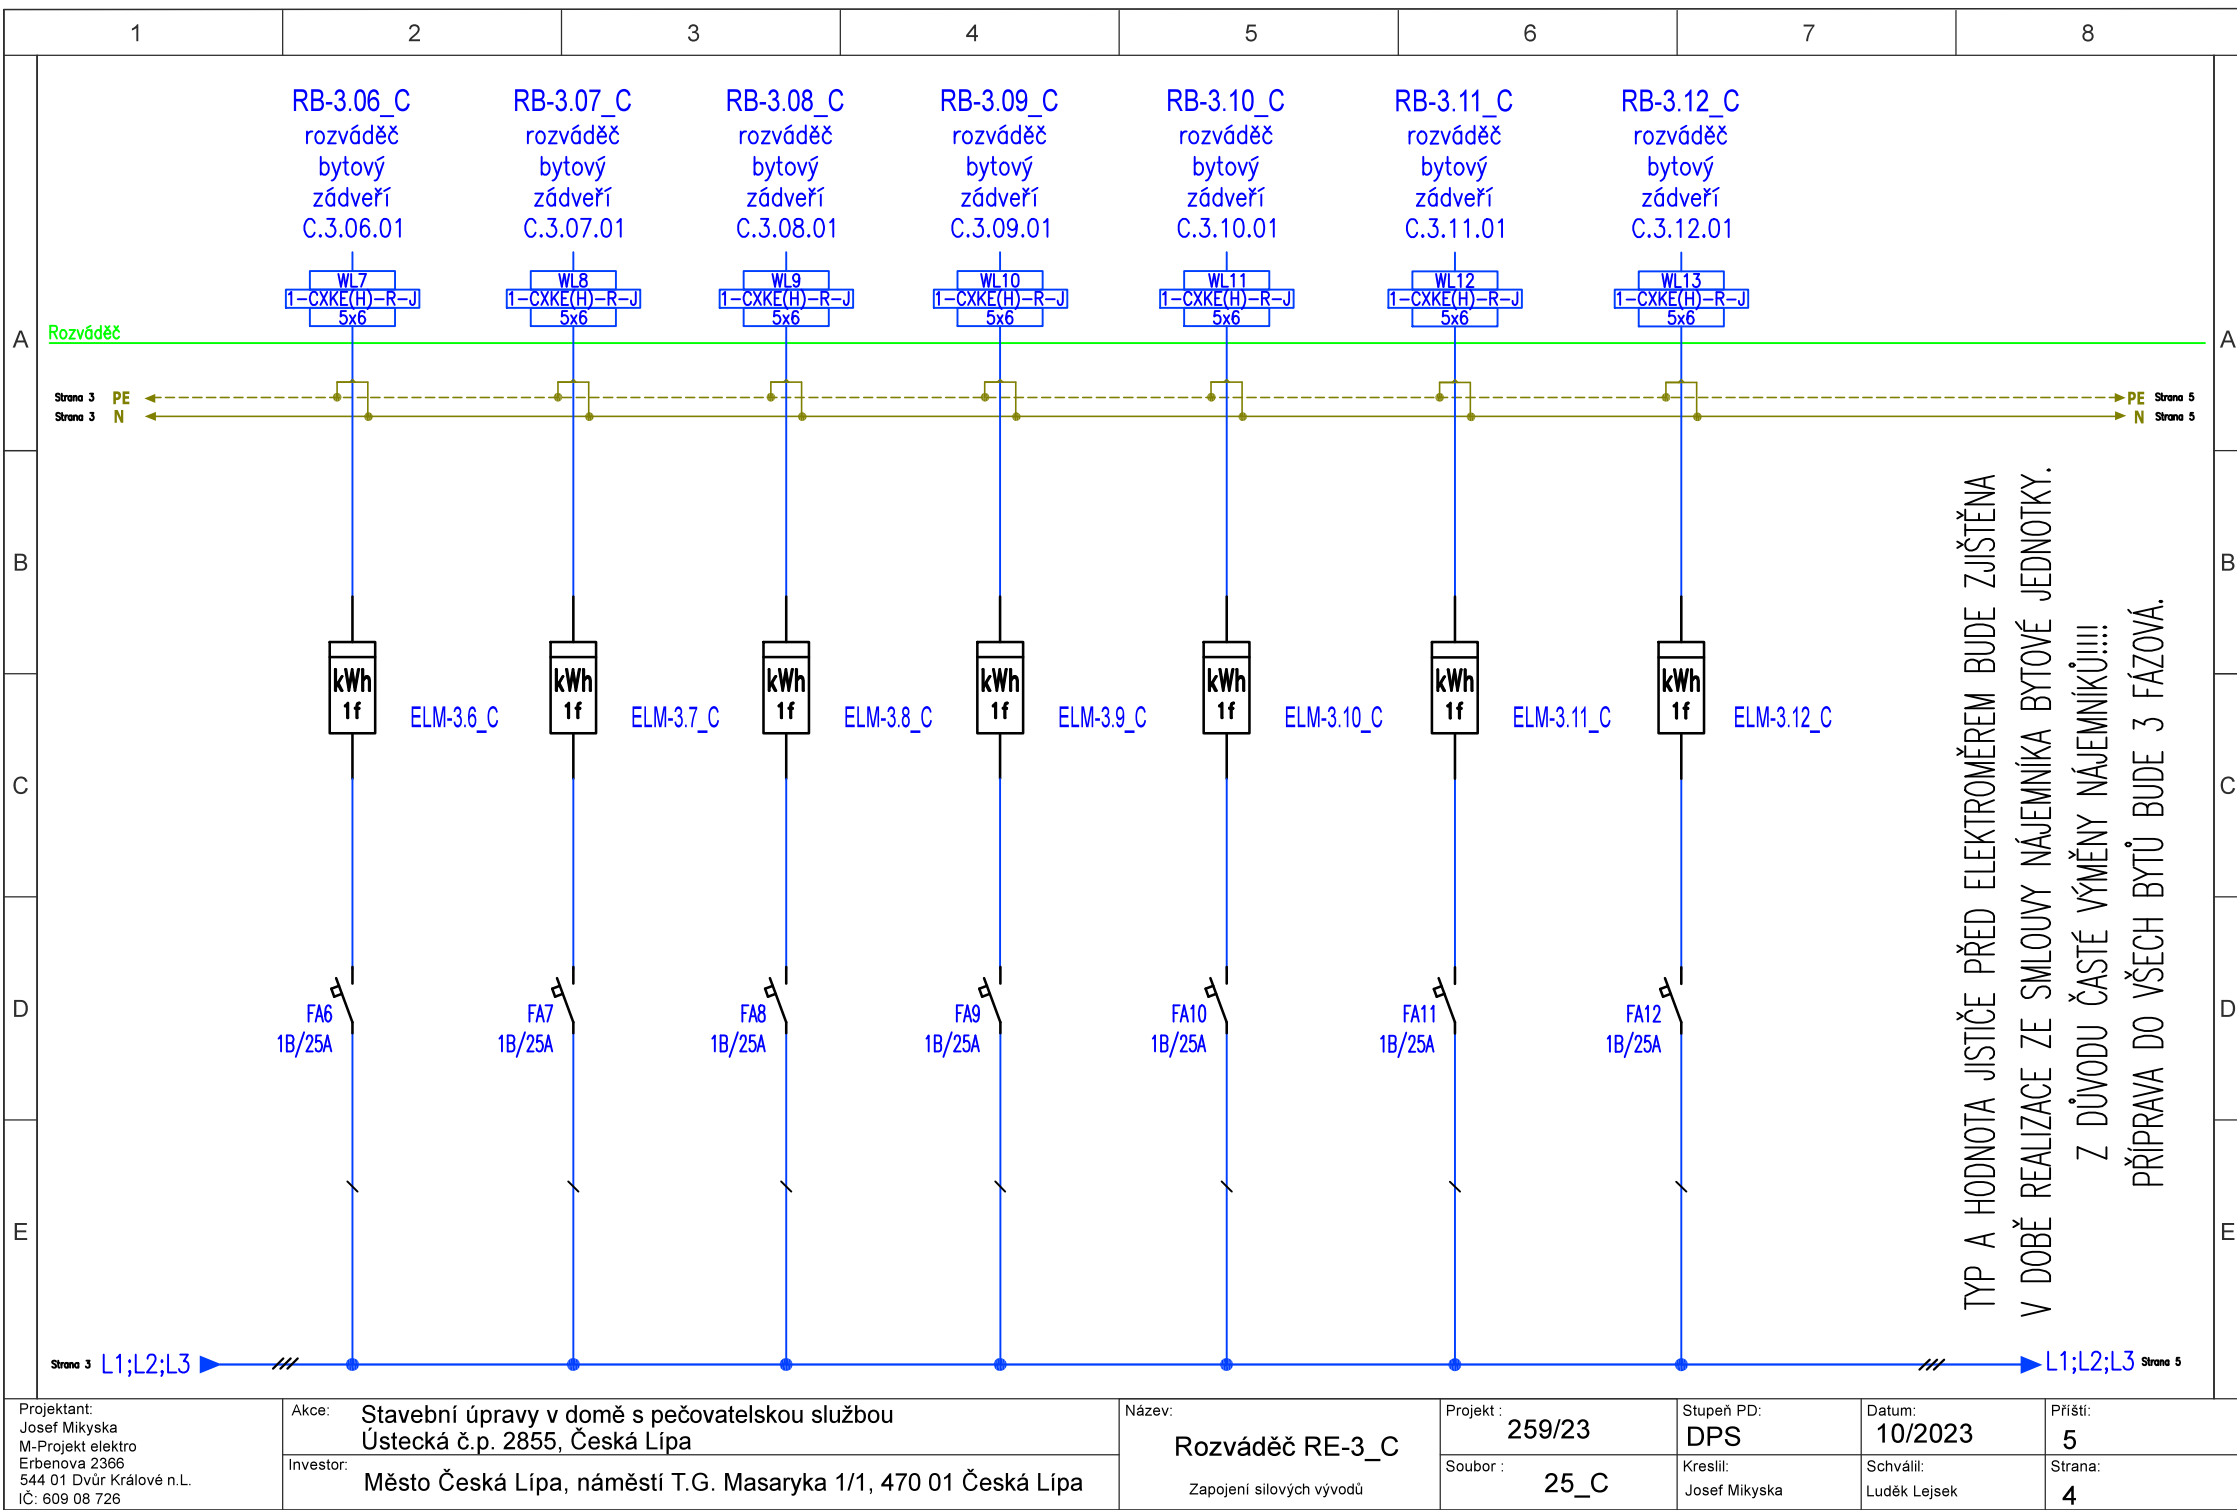 1 2 3 4 5 6 7 8
RB-3.06_C RB-3.07_C RB-3.08_C RB-3.09_C RB-3.10_C RB-3.11_C RB-3.12_C
rozváděč rozváděč rozváděč rozváděč rozváděč rozváděč rozváděč
bytový bytový bytový bytový bytový bytový bytový
zádveří zádveří zádveří zádveří zádveří zádveří zádveří
C.3.06.01 C.3.07.01 C.3.08.01 C.3.09.01 C.3.10.01 C.3.11.01 C.3.12.01
WL7 WL8 WL9 WL10 WL11 WL12 WL13
1-CXKE(H)-R-J 1-CXKE(H)-R-J 1-CXKE(H)-R-J 1-CXKE(H)-R-J 1-CXKE(H)-R-J 1-CXKE(H)-R-J 1-CXKE(H)-R-J
5x6 5x6 5x6 5x6 5x6 5x6 5x6
Rozváděč
A A
Strana 3 PE PE Strana 5
Strana 3 N N Strana 5
B B
kWh kWh kWh kWh kWh kWh kWh
1f 1f 1f 1f 1f 1f 1f
ELM-3.6_C ELM-3.7_C ELM-3.8_C ELM-3.9_C ELM-3.10_C ELM-3.11_C ELM-3.12_C
C C
FA6 FA7 FA8 FA9 FA10 FA11 FA12
D D
1B/25A 1B/25A 1B/25A 1B/25A 1B/25A 1B/25A 1B/25A
E E
TYP A HODNOTA JISTIČE PŘED ELEKTROMĚREM BUDE ZJIŠTĚNA
V DOBĚ REALIZACE ZE SMLOUVY NÁJEMNÍKA BYTOVÉ JEDNOTKY.
Z DŮVODU ČASTÉ VÝMĚNY NÁJEMNÍKŮ!!!!
PŘÍPRAVA DO VŠECH BYTŮ BUDE 3 FÁZOVÁ.
Strana 3 L1;L2;L3 L1;L2;L3 Strana 5
Projektant:
Josef Mikyska
M-Projekt elektro
Erbenova 2366
544 01 Dvůr Králové n.L.
IČ: 609 08 726
Akce: Stavební úpravy v domě s pečovatelskou službou
Ústecká č.p. 2855, Česká Lípa
Investor: Město Česká Lípa, náměstí T.G. Masaryka 1/1, 470 01 Česká Lípa
Název:
Rozváděč RE-3_C
Zapojení silových vývodů
Projekt : 259/23
Soubor : 25_C
Stupeň PD:
DPS
Kreslil:
Josef Mikyska
Datum:
10/2023
Schválil:
Luděk Lejsek
Příští:
5
Strana:
4